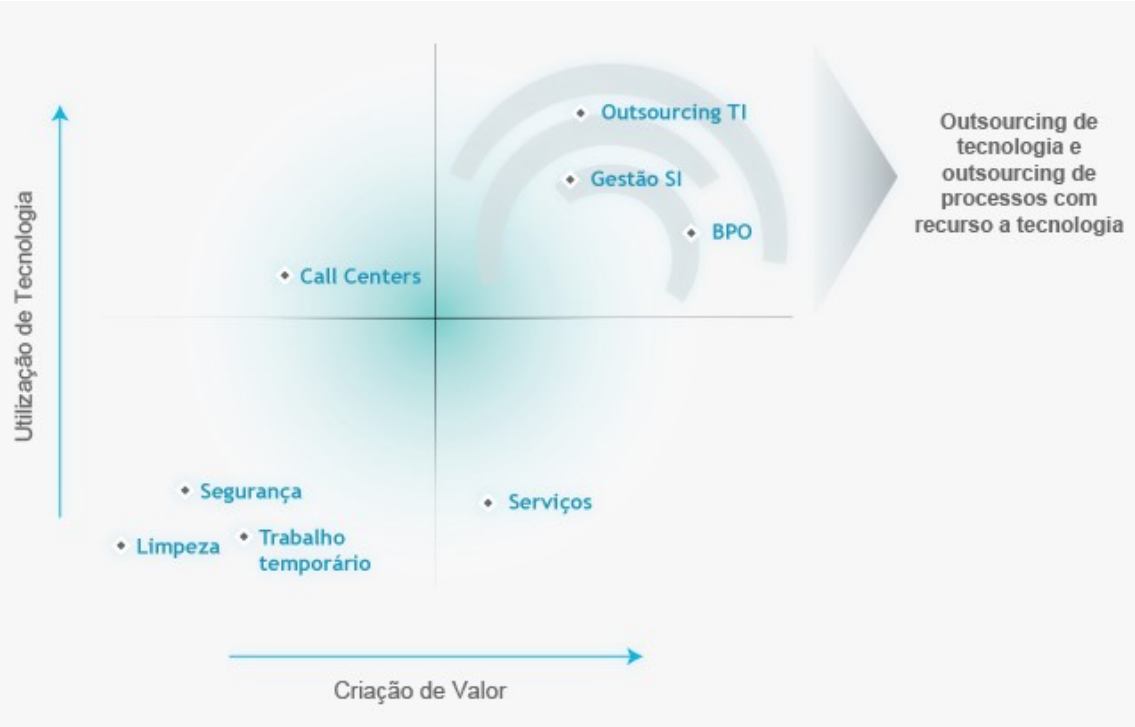 Outsourcing TI
Gestão SI
BPO
Call Centers
Outsourcing de
tecnologia e
outsourcing de
processos com
recurso a tecnologia
Utilização de Tecnologia
Segurança
Serviços
Limpeza
Trabalho
temporário
Criação de Valor